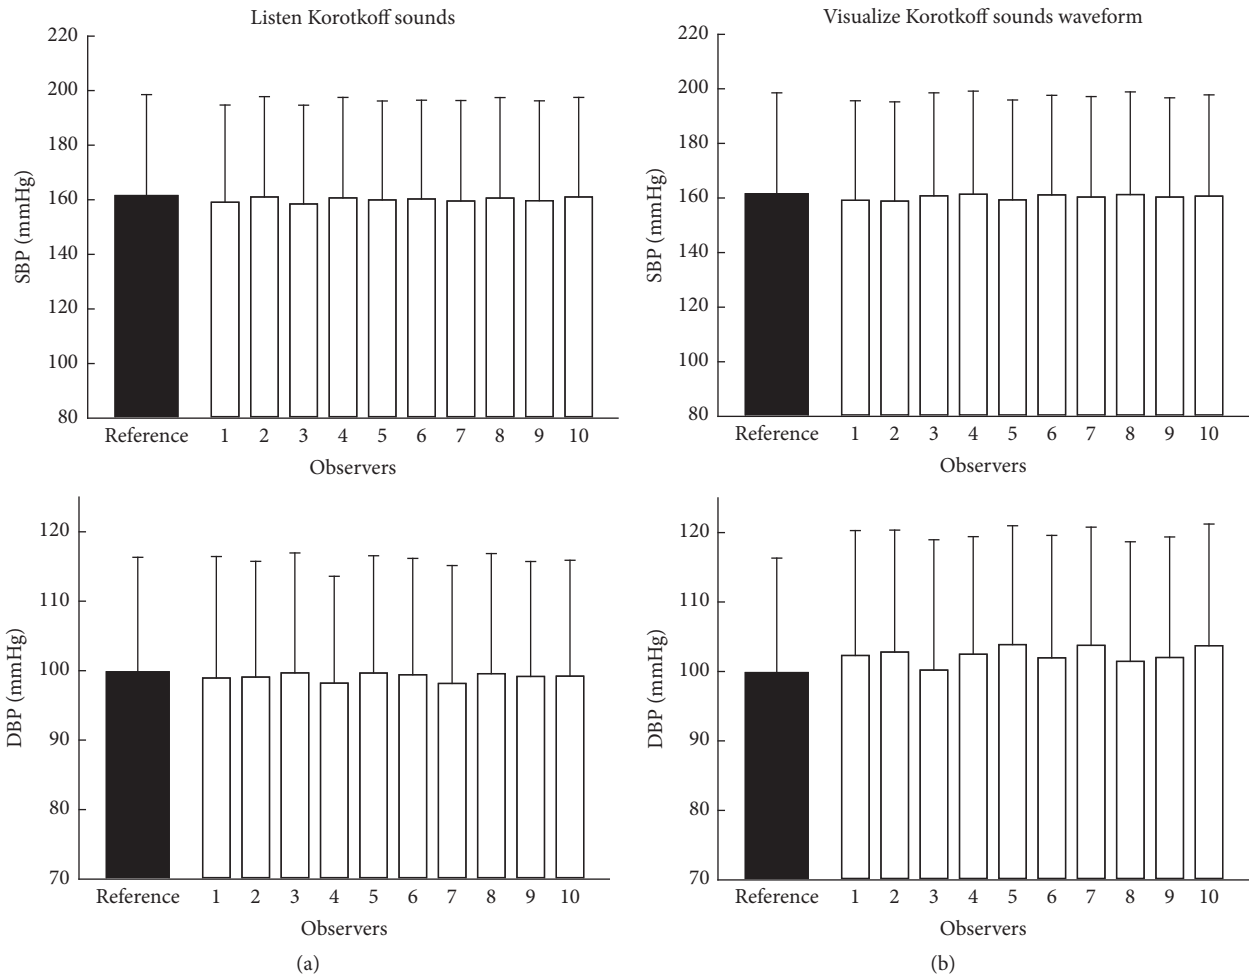 Listen Korotkoff sounds
220
200
180
160
140
120
100
80
SBP (mmHg)
Reference 1 2 3 4 5 6 7 8 9 10
Observers
Visualize Korotkoff sounds waveform
220
200
180
160
140
120
100
80
SBP (mmHg)
Reference 1 2 3 4 5 6 7 8 9 10
Observers
120
110
100
90
80
70
DBP (mmHg)
Reference 1 2 3 4 5 6 7 8 9 10
Observers
(a)
120
110
100
90
80
70
DBP (mmHg)
Reference 1 2 3 4 5 6 7 8 9 10
Observers
(b)